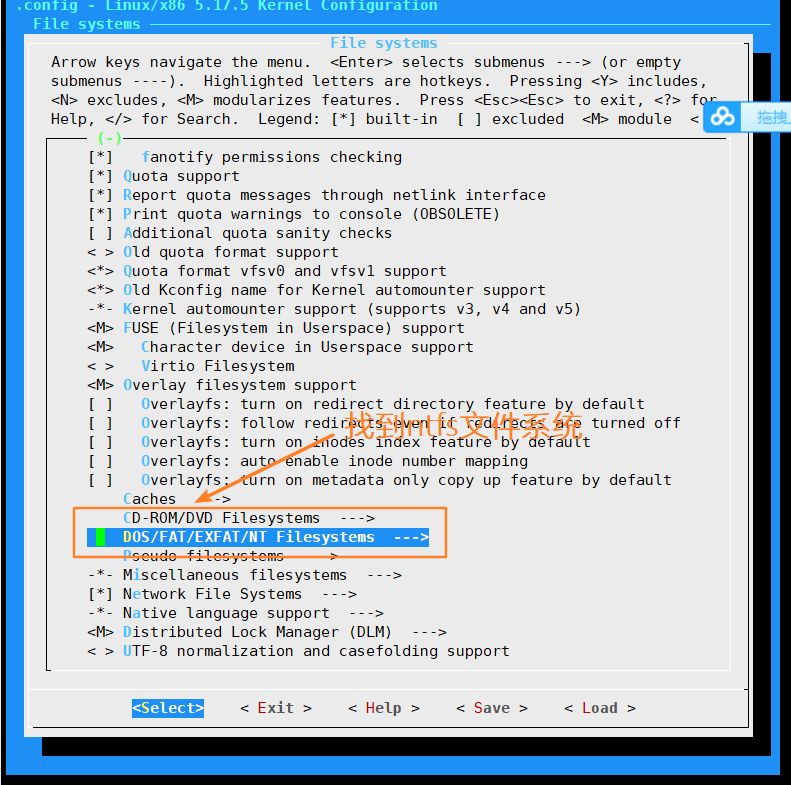 .config - Linux/x86 5.17.5 Kernel Configuration
File systems
File systems
Arrow keys navigate the menu.  <Enter> selects submenus ---> (or empty
submenus ----).  Highlighted letters are hotkeys.  Pressing <Y> includes,
<N> excludes, <M> modularizes features.  Press <Esc><Esc> to exit, <?> for
Help, </> for Search.  Legend: [*] built-in  [ ] excluded  <M> module  <
拖拽
(-)
[*]   fanotify permissions checking
[*] Quota support
[*] Report quota messages through netlink interface
[*] Print quota warnings to console (OBSOLETE)
[ ] Additional quota sanity checks
< > Old quota format support
<*> Quota format vfsv0 and vfsv1 support
<*> Old Kconfig name for Kernel automounter support
-*- Kernel automounter support (supports v3, v4 and v5)
<M> FUSE (Filesystem in Userspace) support
<M>   Character device in Userspace support
< >   Virtio Filesystem
<M> Overlay filesystem support
[ ]   Overlayfs: turn on redirect directory feature by default
[ ]   Overlayfs: follow redirects even if redirects are turned off
找到ntfs文件系统
[ ]   Overlayfs: turn on inodes index feature by default
[ ]   Overlayfs: auto enable inode number mapping
[ ]   Overlayfs: turn on metadata only copy up feature by default
Caches  --->
CD-ROM/DVD Filesystems  --->
DOS/FAT/EXFAT/NT Filesystems  --->
Pseudo filesystems  --->
-*- Miscellaneous filesystems  --->
[*] Network File Systems  --->
-*- Native language support  --->
<M> Distributed Lock Manager (DLM)  --->
< > UTF-8 normalization and casefolding support
<Select>    < Exit >    < Help >    < Save >    < Load >